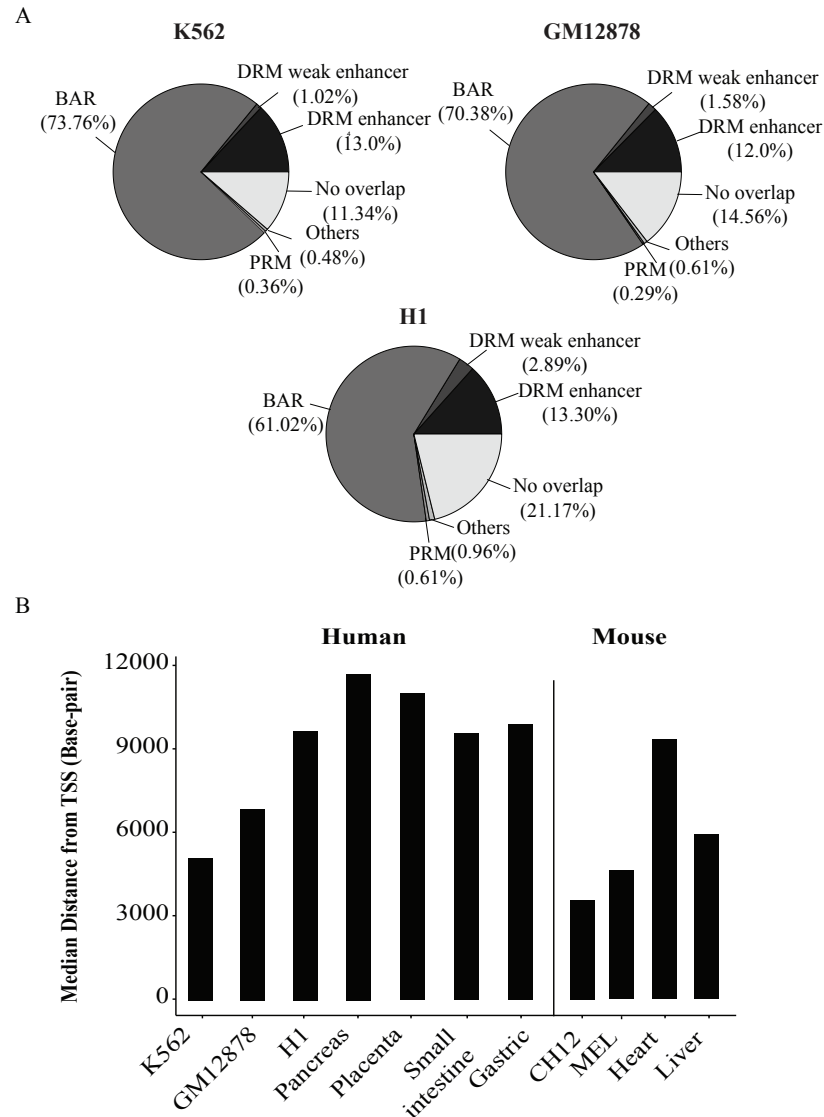 A
K562
BAR
(73.76%)
DRM weak enhancer
(1.02%)
DRM enhancer
(13.0%)
No overlap
(11.34%)
Others
(0.48%)
PRM
(0.36%)
GM12878
BAR
(70.38%)
DRM weak enhancer
(1.58%)
DRM enhancer
(12.0%)
No overlap
(14.56%)
Others
(0.61%)
PRM
(0.29%)
H1
BAR
(61.02%)
DRM weak enhancer
(2.89%)
DRM enhancer
(13.30%)
No overlap
(21.17%)
Others
(0.96%)
PRM
(0.61%)
B
Human
Mouse
Median Distance from TSS (Base-pair)
12000
9000
6000
3000
0
K562
GM12878
H1
Pancreas
Placenta
Small
intestine
Gastric
CH12
MEL
Heart
Liver